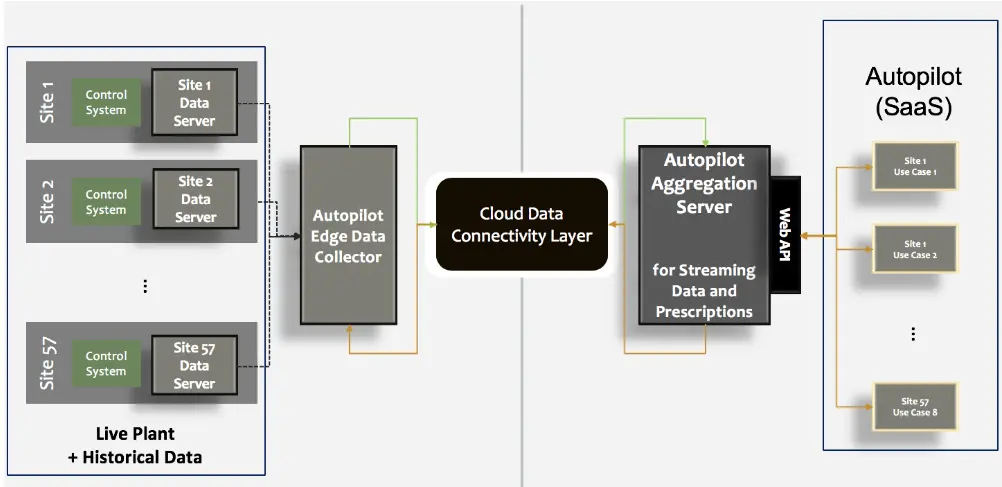 Site 1
Control
System
Site 1
Data
Server
Site 2
Control
System
Site 2
Data
Server
Site 57
Control
System
Site 57
Data
Server
Live Plant
+ Historical Data
Autopilot
Edge Data
Collector
Cloud Data
Connectivity Layer
Autopilot
Aggregation
Server
for Streaming
Data and
Prescriptions
Web API
Autopilot
(SaaS)
Site 1
Use Case 1
Site 1
Use Case 2
Site 57
Use Case 8